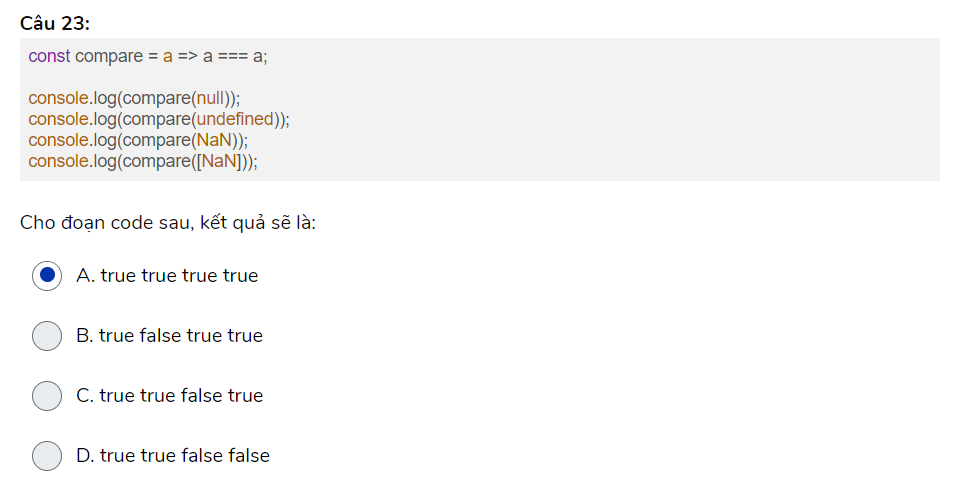 Câu 23:
const compare = a => a === a;
console.log(compare(null));
console.log(compare(undefined));
console.log(compare(NaN));
console.log(compare([NaN]));
Cho đoạn code sau, kết quả sẽ là:
A. true true true true
B. true false true true
C. true true false true
D. true true false false